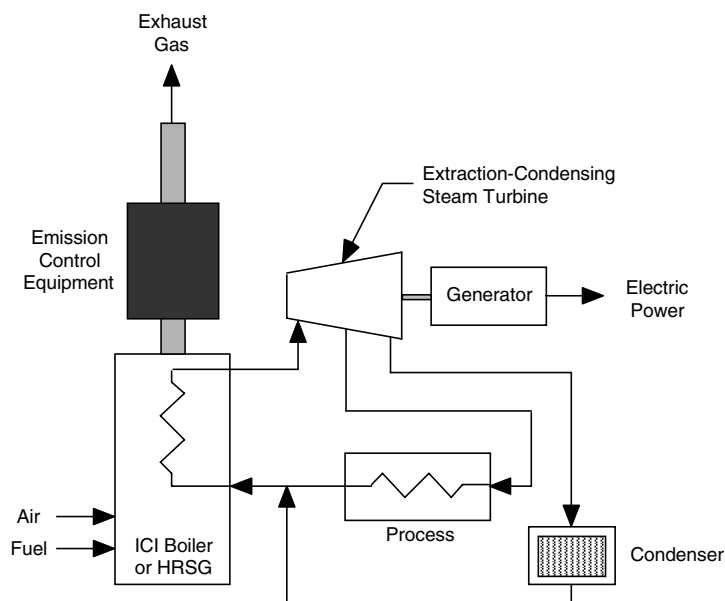 Exhaust
Gas
Extraction-Condensing
Steam Turbine
Emission
Control
Equipment
Generator
Electric
Power
Air
Fuel
ICI Boiler
or HRSG
Process
Condenser